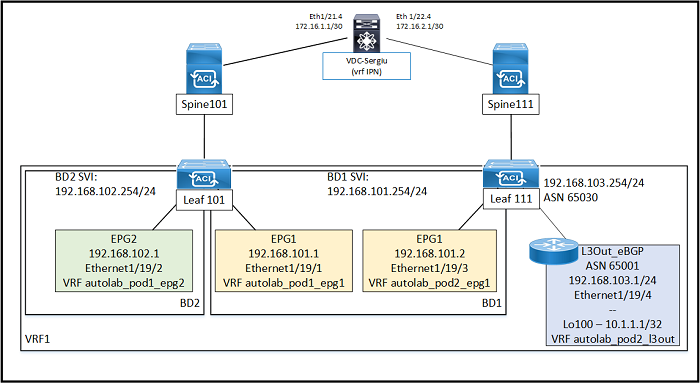 Eth1/21.4
172.16.1.1/30
Eth 1/22.4
172.16.2.1/30
VDC-Sergiu
(vrf IPN)
ACI
Spine101
ACI
Spine111
BD2 SVI:
192.168.102.254/24
ACI
Leaf 101
BD1 SVI:
192.168.101.254/24
ACI
Leaf 111
192.168.103.254/24
ASN 65030
EPG2
192.168.102.1
Ethernet1/19/2
VRF autolab_pod1_epg2
EPG1
192.168.101.1
Ethernet1/19/1
VRF autolab_pod1_epg1
EPG1
192.168.101.2
Ethernet1/19/3
VRF autolab_pod2_epg1
L3Out_eBGP
ASN 65001
192.168.103.1/24
Ethernet1/19/4
--
Lo100 – 10.1.1.1/32
VRF autolab_pod2_l3out
BD2
BD1
VRF1